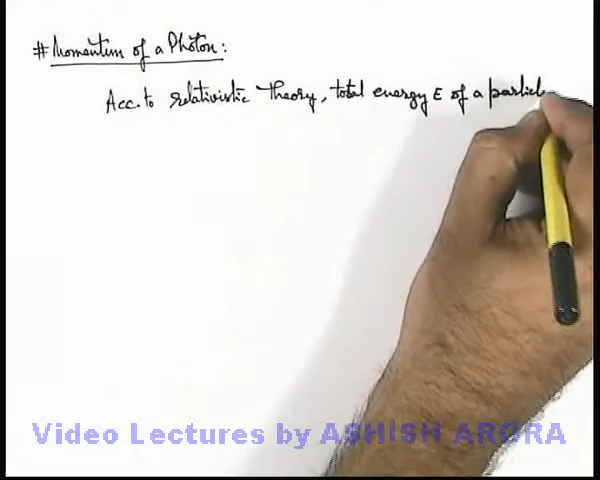 # Momentum of a Photon :
Acc. to relativistic theory, total energy E of a particle
Video Lectures by ASHISH ARORA